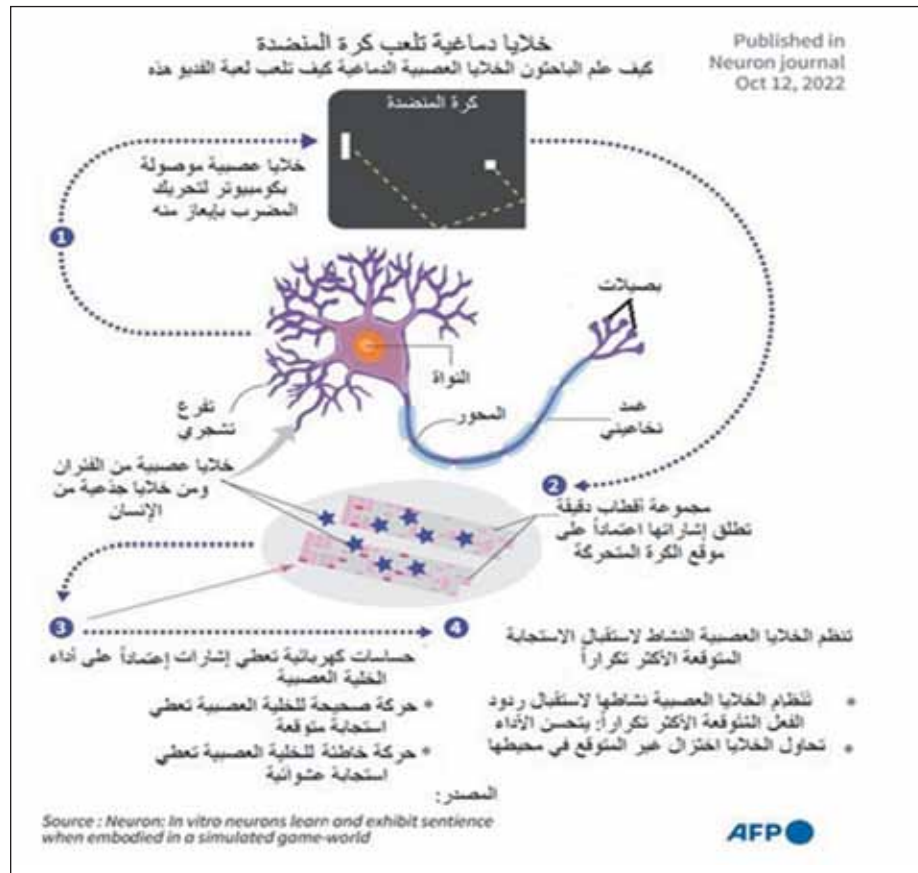 خلايا دماغية تلعب كرة المنضدة
كيف علم الباحثون الخلايا العصبية الدماغية كيف تلعب لعبة الفديو هذه
Published in
Neuron journal
Oct 12, 2022
كرة المنضدة
خلايا عصبية موصولة
بكومبيوتر لتحريك
المضرب بإيعاز منه
1
بصيلات
النواة
المحور
غمد
نخاعيني
تفرع
تشجري
خلايا عصبية من الفئران
ومن خلايا جذعية من
الإنسان
2
مجموعة أقطاب دقيقة
تطلق إشاراتها اعتماداً على
موقع الكرة المتحركة
3
حساسات كهربائية تعطي إشارات إعتماداً على أداء
الخلية العصبية
• حركة صحيحة للخلية العصبية تعطي
استجابة متوقعة
• حركة خاطئة للخلية العصبية تعطي
استجابة عشوائية
4
تنظم الخلايا العصبية النشاط لاستقبال الاستجابة
المتوقعة الأكثر تكراراً
• تنظام الخلايا العصبية نشاطها لاستقبال ردود
الفعل المتوقعة الأكثر تكراراً: يتحسن الأداء
• تحاول الخلايا اختزال غير المتوقع في محيطها
المصدر:
Source : Neuron: In vitro neurons learn and exhibit sentience
when embodied in a simulated game-world
AFP